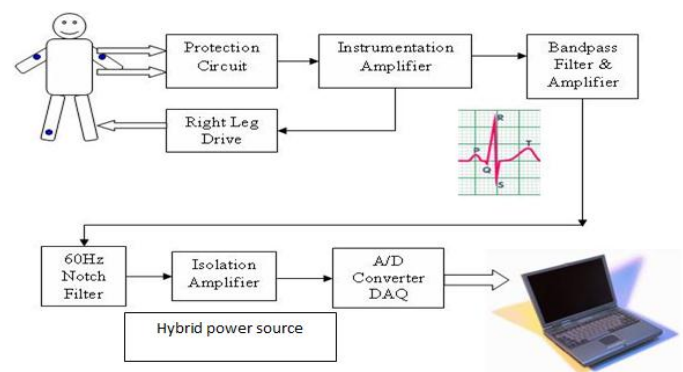 Protection
Circuit
Instrumentation
Amplifier
Bandpass
Filter &
Amplifier
Right Leg
Drive
R
P
T
Q
S
60Hz
Notch
Filter
Isolation
Amplifier
A/D
Converter
DAQ
Hybrid power source